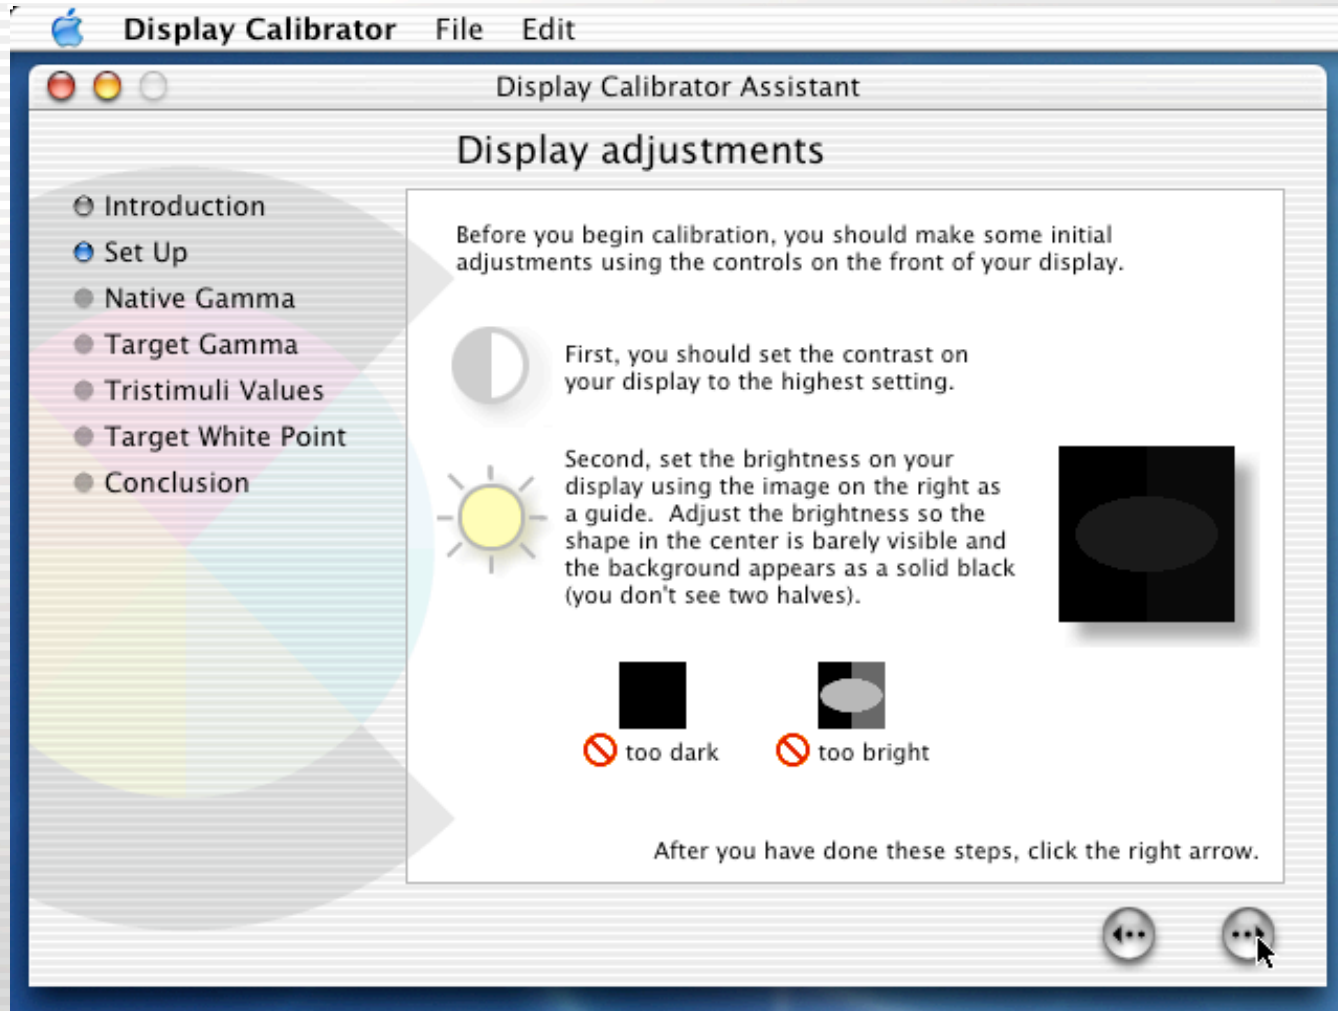 Display Calibrator File Edit
Display Calibrator Assistant
Display adjustments
Introduction
Set Up
Native Gamma
Target Gamma
Tristimuli Values
Target White Point
Conclusion
Before you begin calibration, you should make some initial
adjustments using the controls on the front of your display.
First, you should set the contrast on
your display to the highest setting.
Second, set the brightness on your
display using the image on the right as
a guide.  Adjust the brightness so the
shape in the center is barely visible and
the background appears as a solid black
(you don't see two halves).
too dark
too bright
After you have done these steps, click the right arrow.